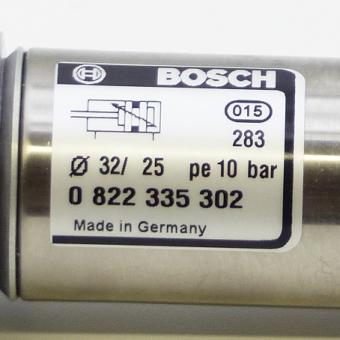 BOSCH
015
283
Ø 32/ 25 pe 10 bar
0 822 335 302
Made in Germany